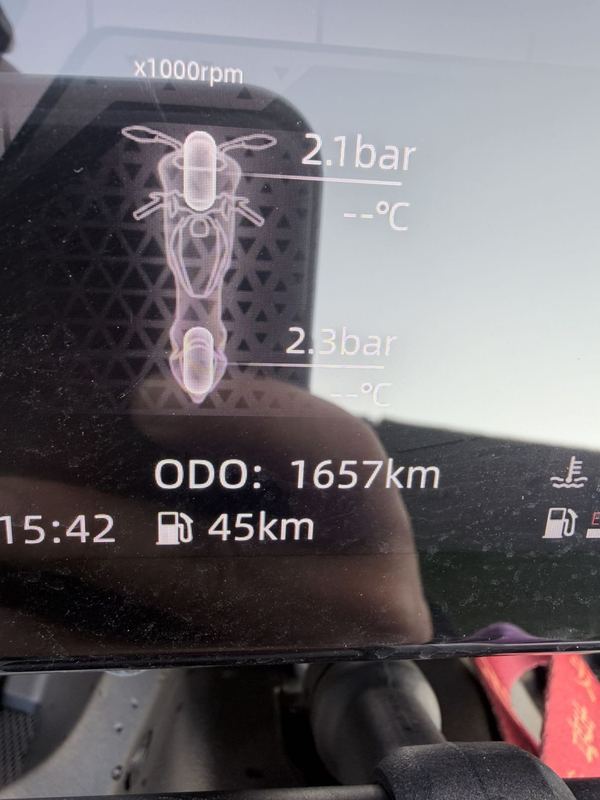 x1000rpm
2.1bar
--°C
2.3bar
--°C
ODO: 1657km
15:42 45km
E